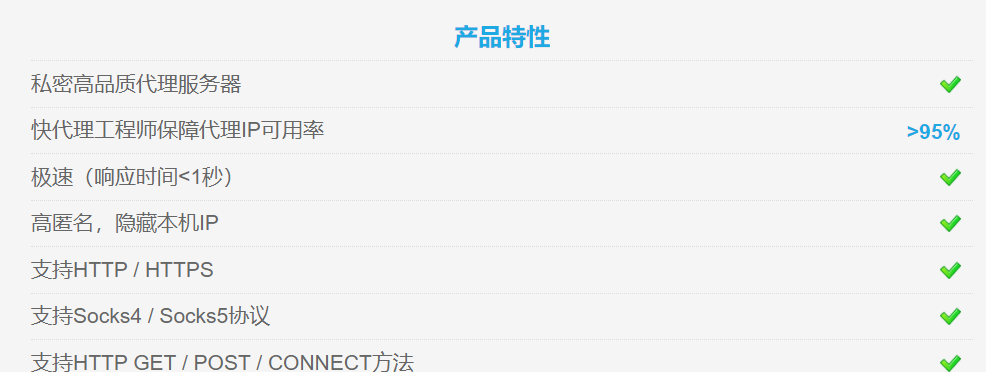 产品特性
私密高品质代理服务器
快代理工程师保障代理IP可用率 >95%
极速（响应时间<1秒）
高匿名，隐藏本机IP
支持HTTP / HTTPS
支持Socks4 / Socks5协议
支持HTTP GET / POST / CONNECT方法